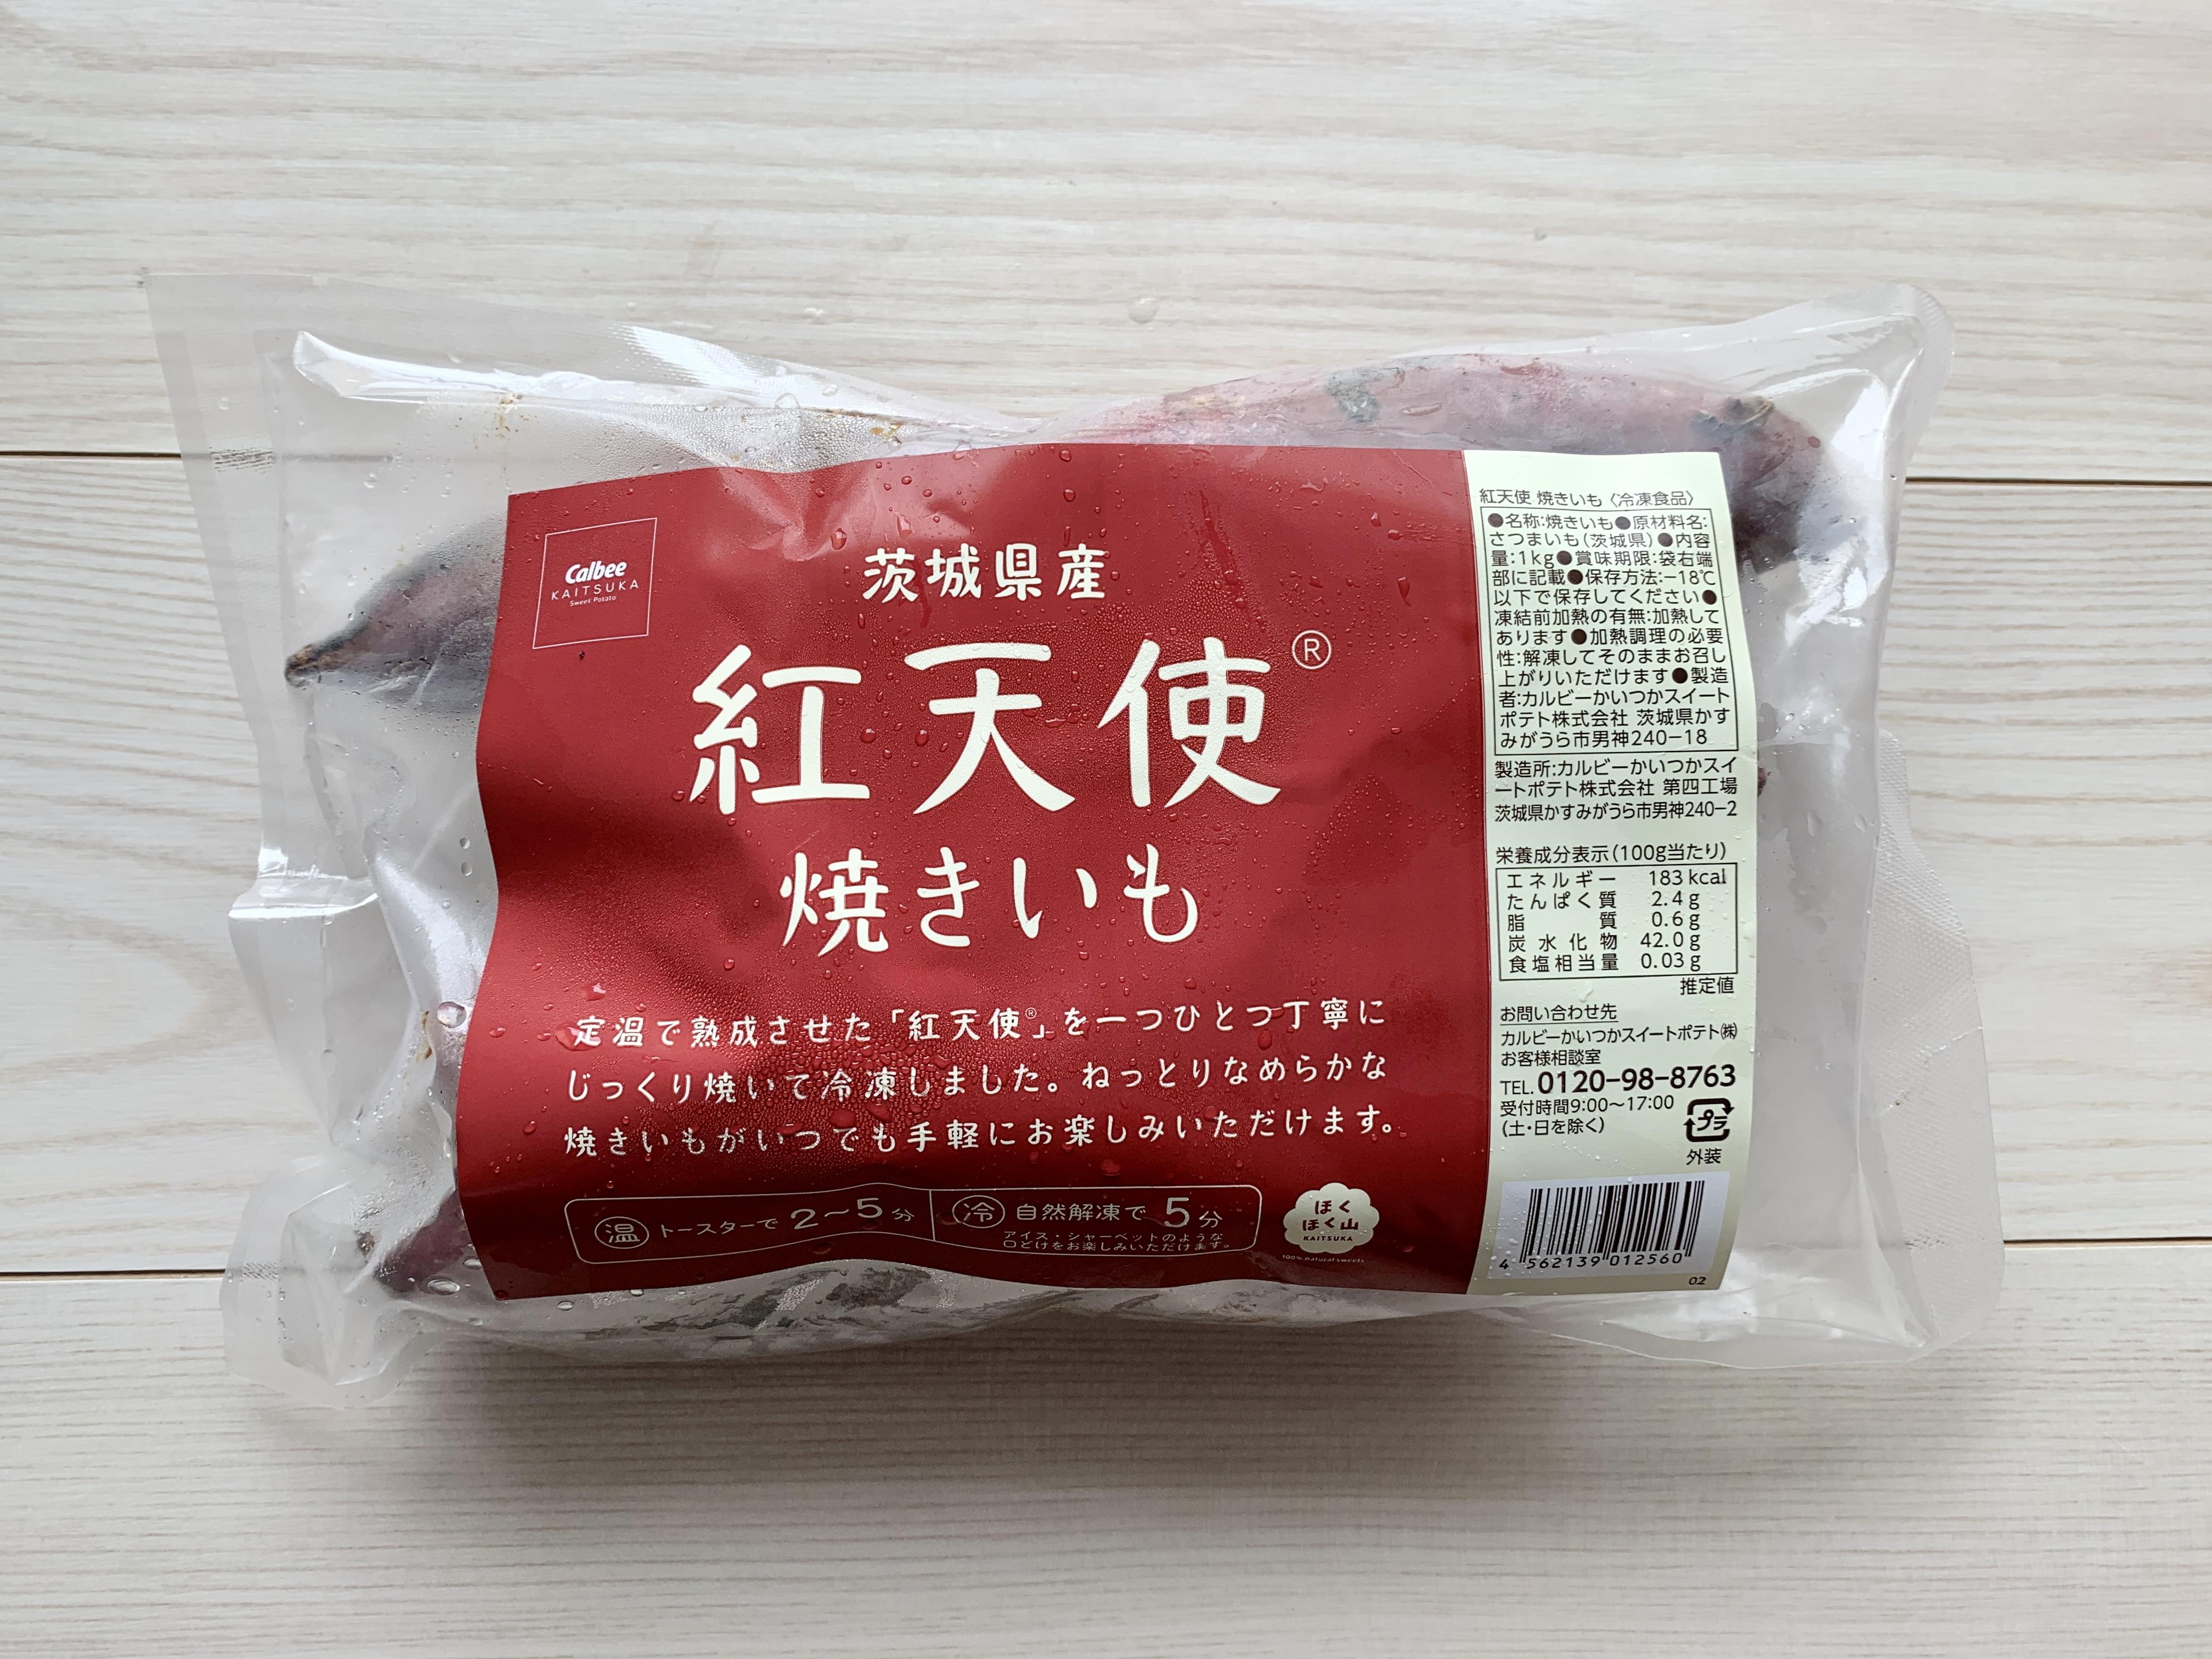 Calbee
KAITSUKA
Sweet Potato
茨城県産
紅天使®
焼きいも
定温で熟成させた「紅天使®」を一つひとつ丁寧に
じっくり焼いて冷凍しました。ねっとりなめらかな
焼きいもがいつでも手軽にお楽しみいただけます。
温 トースターで 2〜5分
冷 自然解凍で 5分
アイス・シャーベットのような
口どけをお楽しみいただけます。
ほく
ほく山
KAITSUKA
100% natural sweets
紅天使 焼きいも〈冷凍食品〉
●名称:焼きいも●原材料名:
さつまいも(茨城県)●内容
量:1kg●賞味期限:袋右端
部に記載●保存方法:-18℃
以下で保存してください●
凍結前加熱の有無:加熱して
あります●加熱調理の必要
性:解凍してそのままお召し
上がりいただけます●製造
者:カルビーかいつかスイート
ポテト株式会社 茨城県かす
みがうら市男神240-18
製造所:カルビーかいつかスイ
ートポテト株式会社 第四工場
茨城県かすみがうら市男神240-2
栄養成分表示(100g当たり)
エネルギー 183kcal
たんぱく質 2.4g
脂質 0.6g
炭水化物 42.0g
食塩相当量 0.03g
推定値
お問い合わせ先
カルビーかいつかスイートポテト㈱
お客様相談室
TEL.0120-98-8763
受付時間9:00〜17:00
(土・日を除く)
プラ
外装
4 562139 012560
02